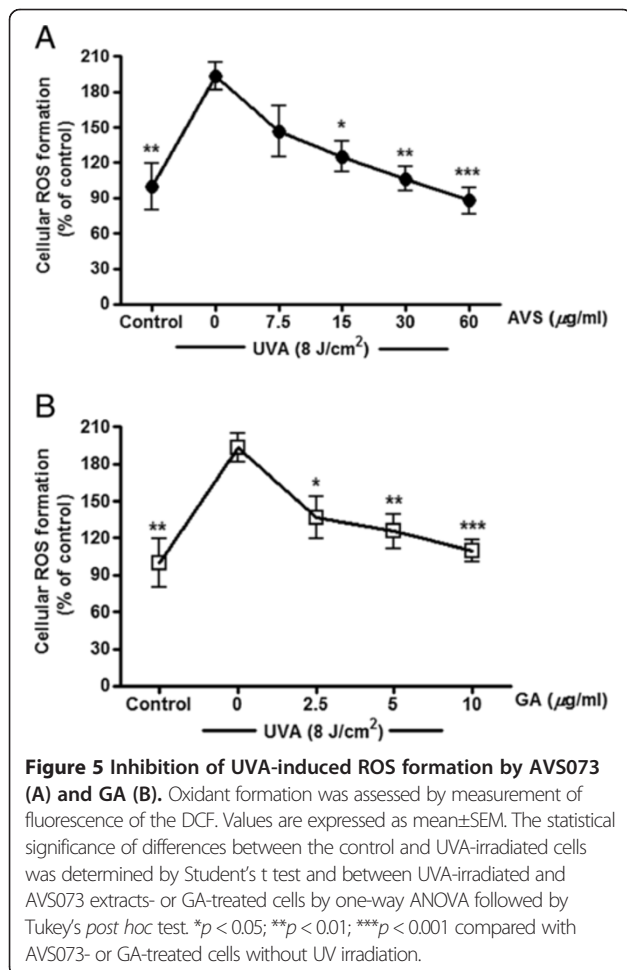 A
Cellular ROS formation
(% of control)
210
180
150
120
90
60
30
0
**
*
**
***
Control 0 7.5 15 30 60 AVS (μg/ml)
UVA (8 J/cm²)
B
Cellular ROS formation
(% of control)
210
180
150
120
90
60
30
0
**
*
**
***
Control 0 2.5 5 10 GA (μg/ml)
UVA (8 J/cm²)
Figure 5 Inhibition of UVA-induced ROS formation by AVS073
(A) and GA (B). Oxidant formation was assessed by measurement of
fluorescence of the DCF. Values are expressed as mean±SEM. The statistical
significance of differences between the control and UVA-irradiated cells
was determined by Student's t test and between UVA-irradiated and
AVS073 extracts- or GA-treated cells by one-way ANOVA followed by
Tukey's post hoc test. *p < 0.05; **p < 0.01; ***p < 0.001 compared with
AVS073- or GA-treated cells without UV irradiation.